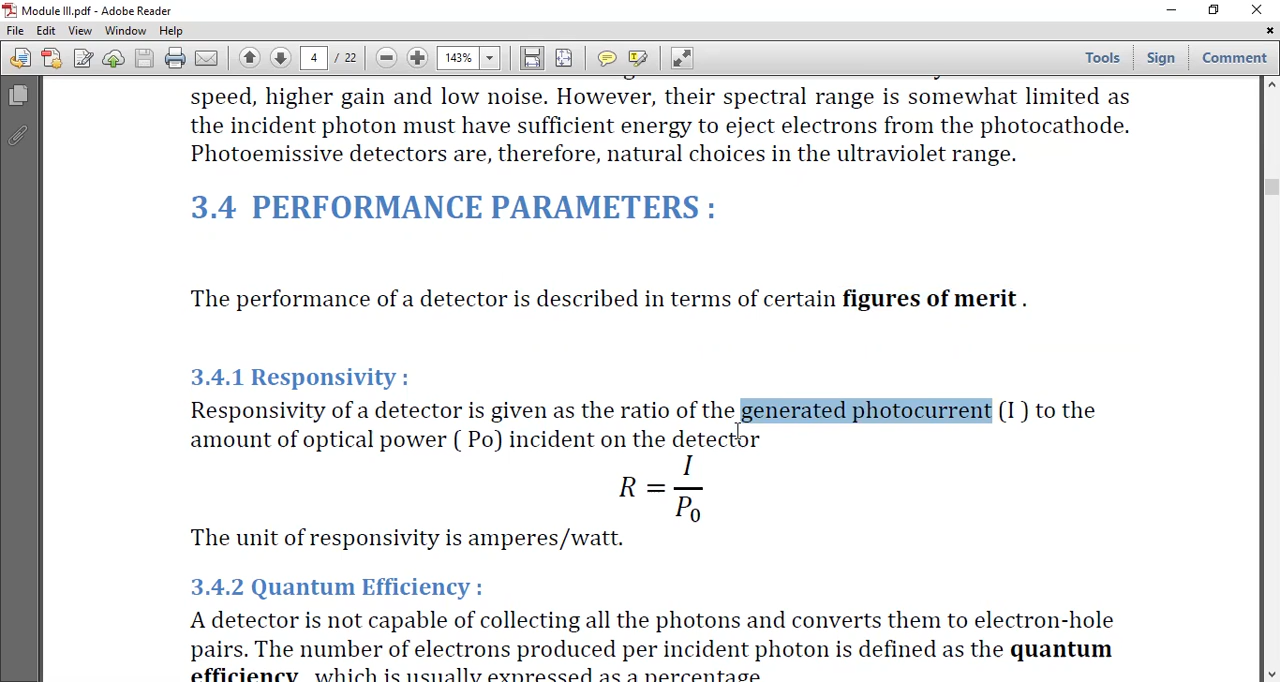 Module III.pdf - Adobe Reader
File Edit View Window Help
4 / 22 143% Tools Sign Comment
speed, higher gain and low noise. However, their spectral range is somewhat limited as
the incident photon must have sufficient energy to eject electrons from the photocathode.
Photoemissive detectors are, therefore, natural choices in the ultraviolet range.
3.4 PERFORMANCE PARAMETERS :
The performance of a detector is described in terms of certain figures of merit .
3.4.1 Responsivity :
Responsivity of a detector is given as the ratio of the generated photocurrent (I ) to the
amount of optical power ( Po) incident on the detector
R = I / P₀
The unit of responsivity is amperes/watt.
3.4.2 Quantum Efficiency :
A detector is not capable of collecting all the photons and converts them to electron-hole
pairs. The number of electrons produced per incident photon is defined as the quantum
efficiency , which is usually expressed as a percentage